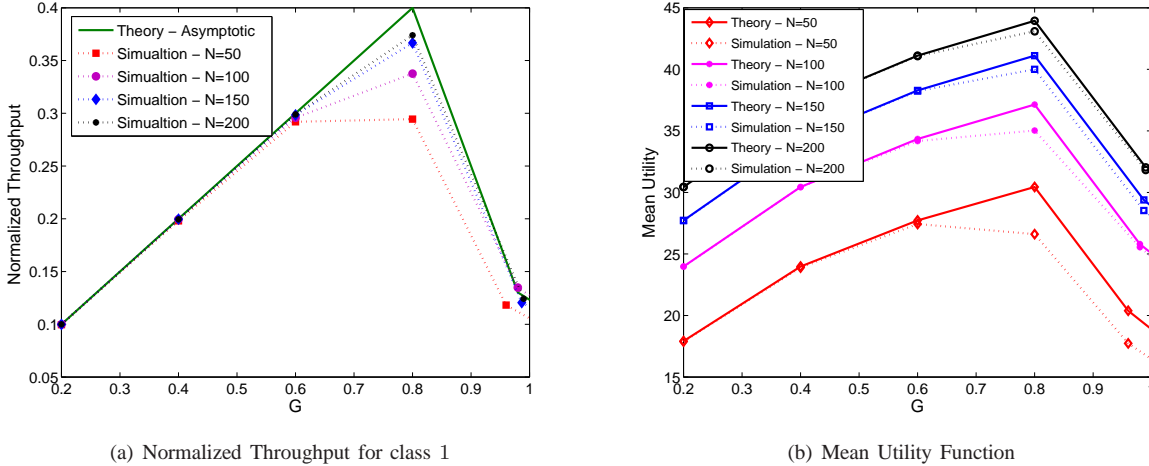 0.4
0.35
0.3
0.25
0.2
0.15
0.1
0.05
Normalized Throughput
Theory – Asymptotic
Simualtion – N=50
Simualtion – N=100
Simualtion – N=150
Simualtion – N=200
0.2 0.3 0.4 0.5 0.6 0.7 0.8 0.9 1
G
(a) Normalized Throughput for class 1
45
40
35
30
25
20
15
Mean Utility
Theory – N=50
Simulation – N=50
Theory – N=100
Simulation – N=100
Theory – N=150
Simulation – N=150
Theory – N=200
Simulation – N=200
0.2 0.3 0.4 0.5 0.6 0.7 0.8 0.9
G
(b) Mean Utility Function